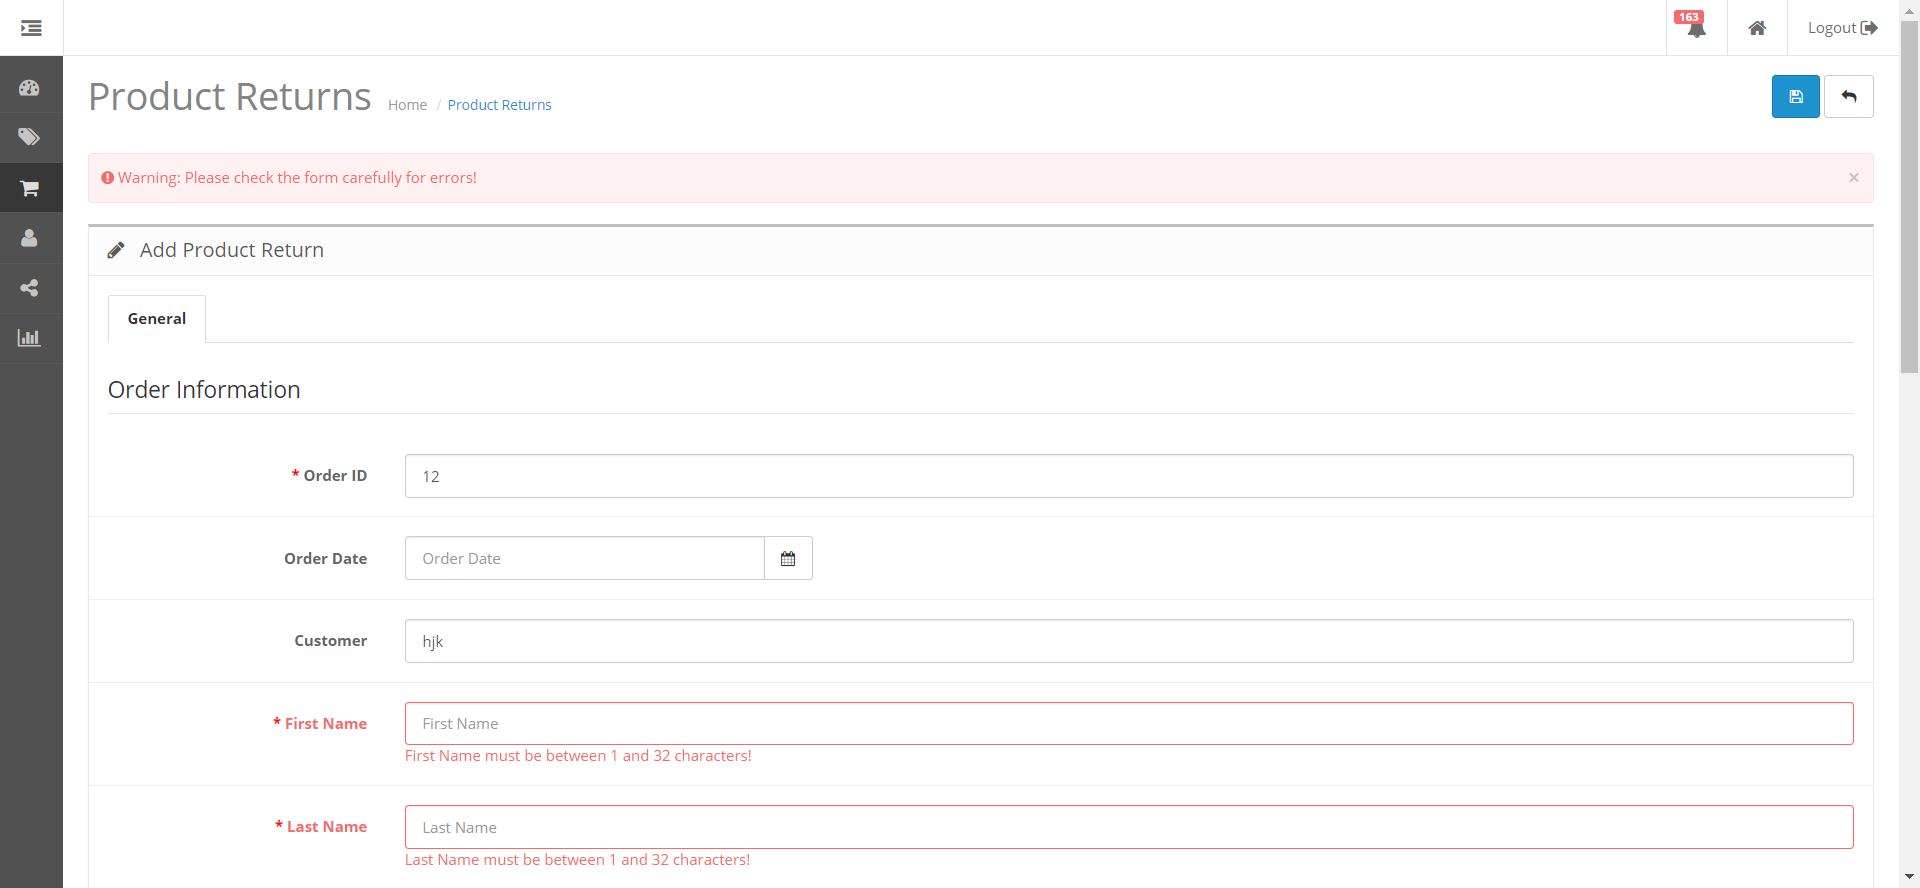 163
Logout
Product Returns
Home / Product Returns
Warning: Please check the form carefully for errors!
×
Add Product Return
General
Order Information
* Order ID
12
Order Date
Order Date
Customer
hjk
* First Name
First Name
First Name must be between 1 and 32 characters!
* Last Name
Last Name
Last Name must be between 1 and 32 characters!